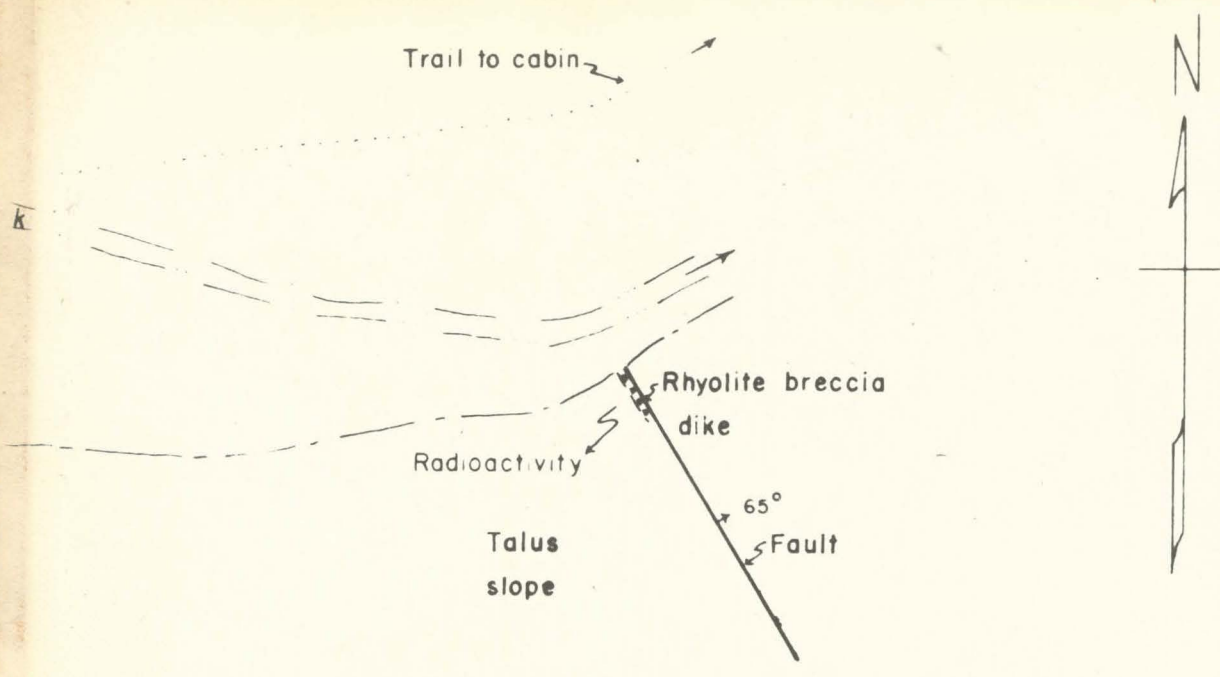 Trail to cabin
N
k
Rhyolite breccia
dike
Radioactivity
65°
Fault
Talus
slope